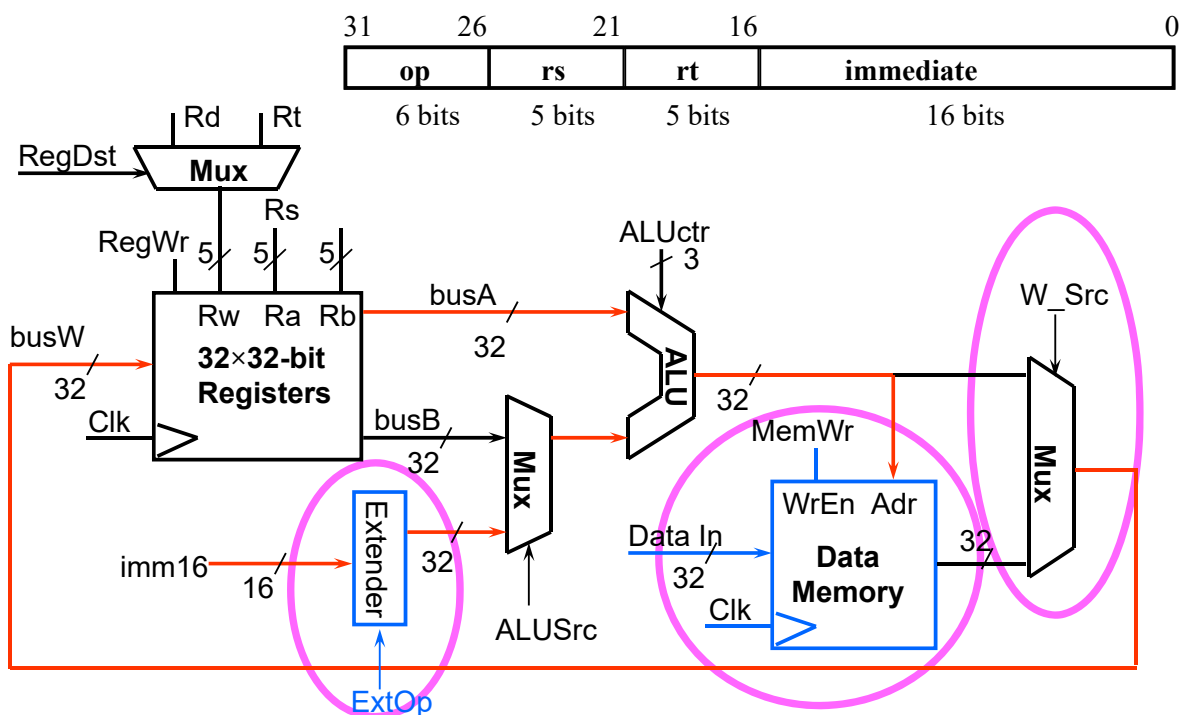 31 26 21 16 0
op rs rt immediate
6 bits 5 bits 5 bits 16 bits
Rd Rt
RegDst
Mux
Rs
RegWr
5 5 5
ALUctr
3
W_Src
busW
32
Rw Ra Rb
32×32-bit
Registers
Clk
busA
32
busB
32
Mux
ALU
32
MemWr
WrEn Adr
Data In
32
Data
Memory
Clk
32
Mux
imm16
16
Extender
32
ALUSrc
ExtOp